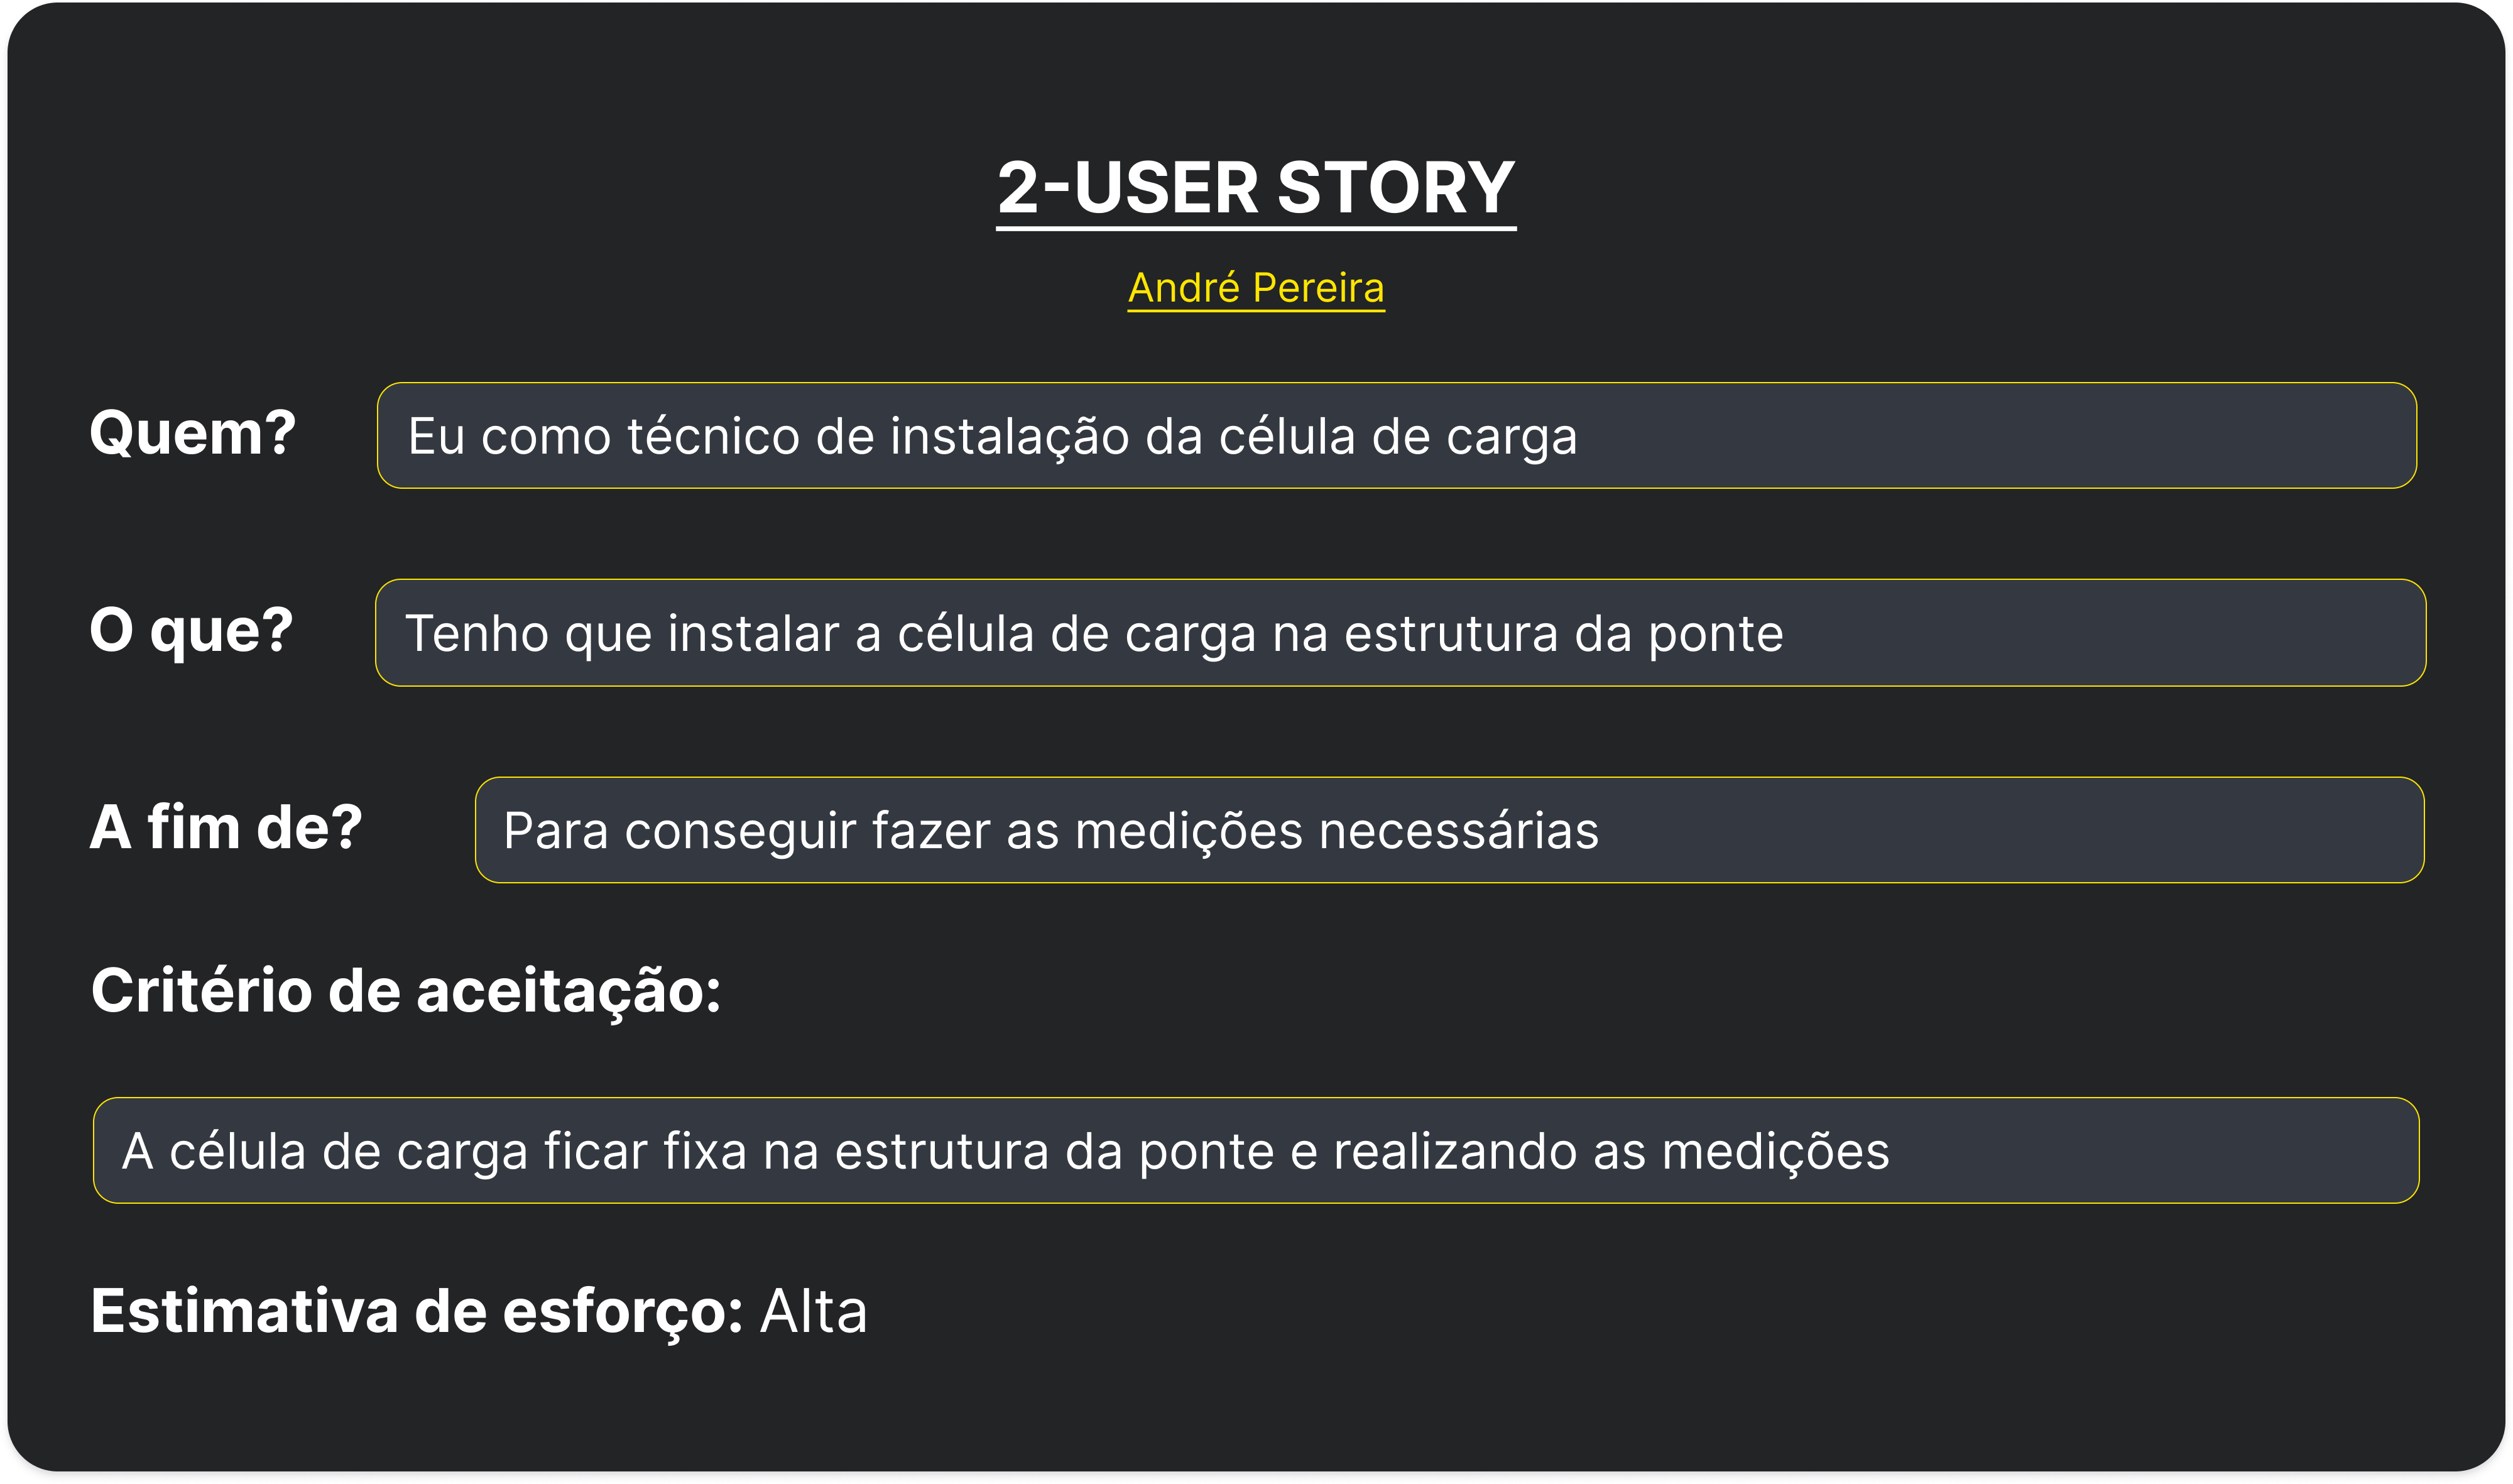 2-USER STORY
André Pereira
Quem? Eu como técnico de instalação da célula de carga
O que? Tenho que instalar a célula de carga na estrutura da ponte
A fim de? Para conseguir fazer as medições necessárias
Critério de aceitação:
A célula de carga ficar fixa na estrutura da ponte e realizando as medições
Estimativa de esforço: Alta